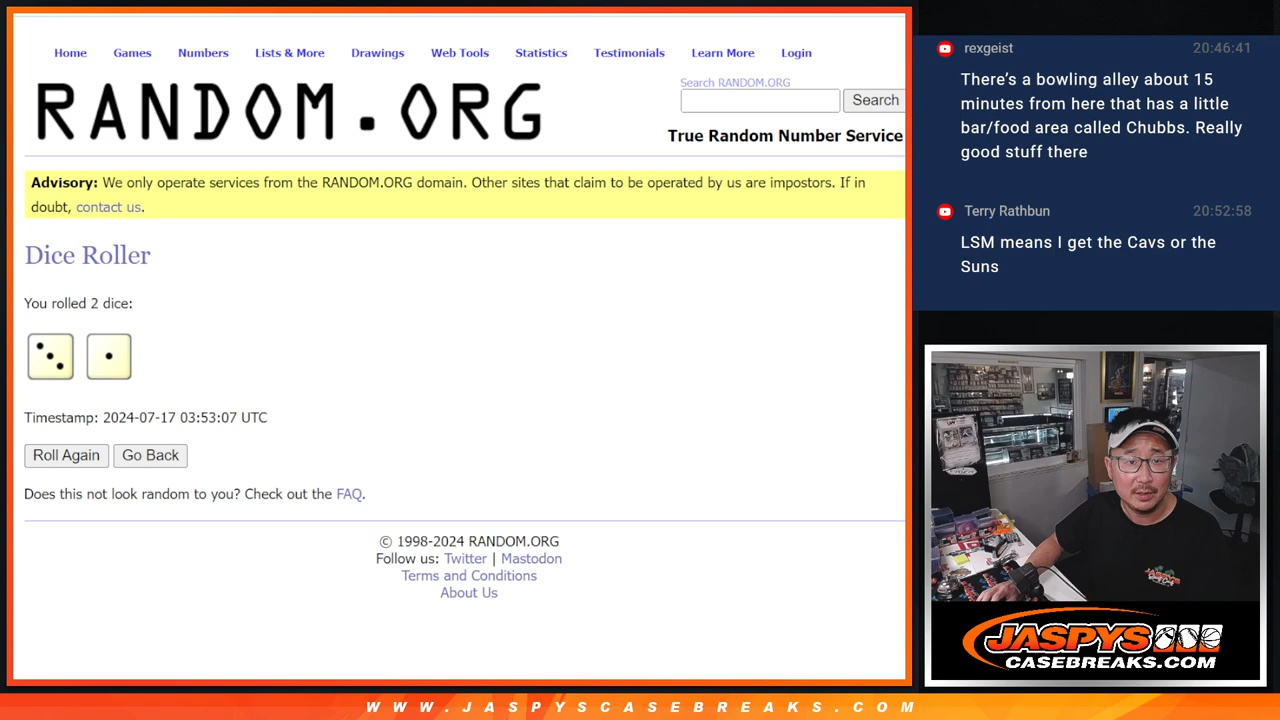 Home Games Numbers Lists & More Drawings Web Tools Statistics Testimonials Learn More Login
RANDOM.ORG
Search RANDOM.ORG
Search
True Random Number Service
Advisory: We only operate services from the RANDOM.ORG domain. Other sites that claim to be operated by us are impostors. If in
doubt, contact us.
Dice Roller
You rolled 2 dice:
Timestamp: 2024-07-17 03:53:07 UTC
Roll Again Go Back
Does this not look random to you? Check out the FAQ.
© 1998-2024 RANDOM.ORG
Follow us: Twitter | Mastodon
Terms and Conditions
About Us
rexgeist 20:46:41
There's a bowling alley about 15
minutes from here that has a little
bar/food area called Chubbs. Really
good stuff there
Terry Rathbun 20:52:58
LSM means I get the Cavs or the
Suns
JASPYS
CASEBREAKS.COM
WWW.JASPYSCASEBREAKS.COM